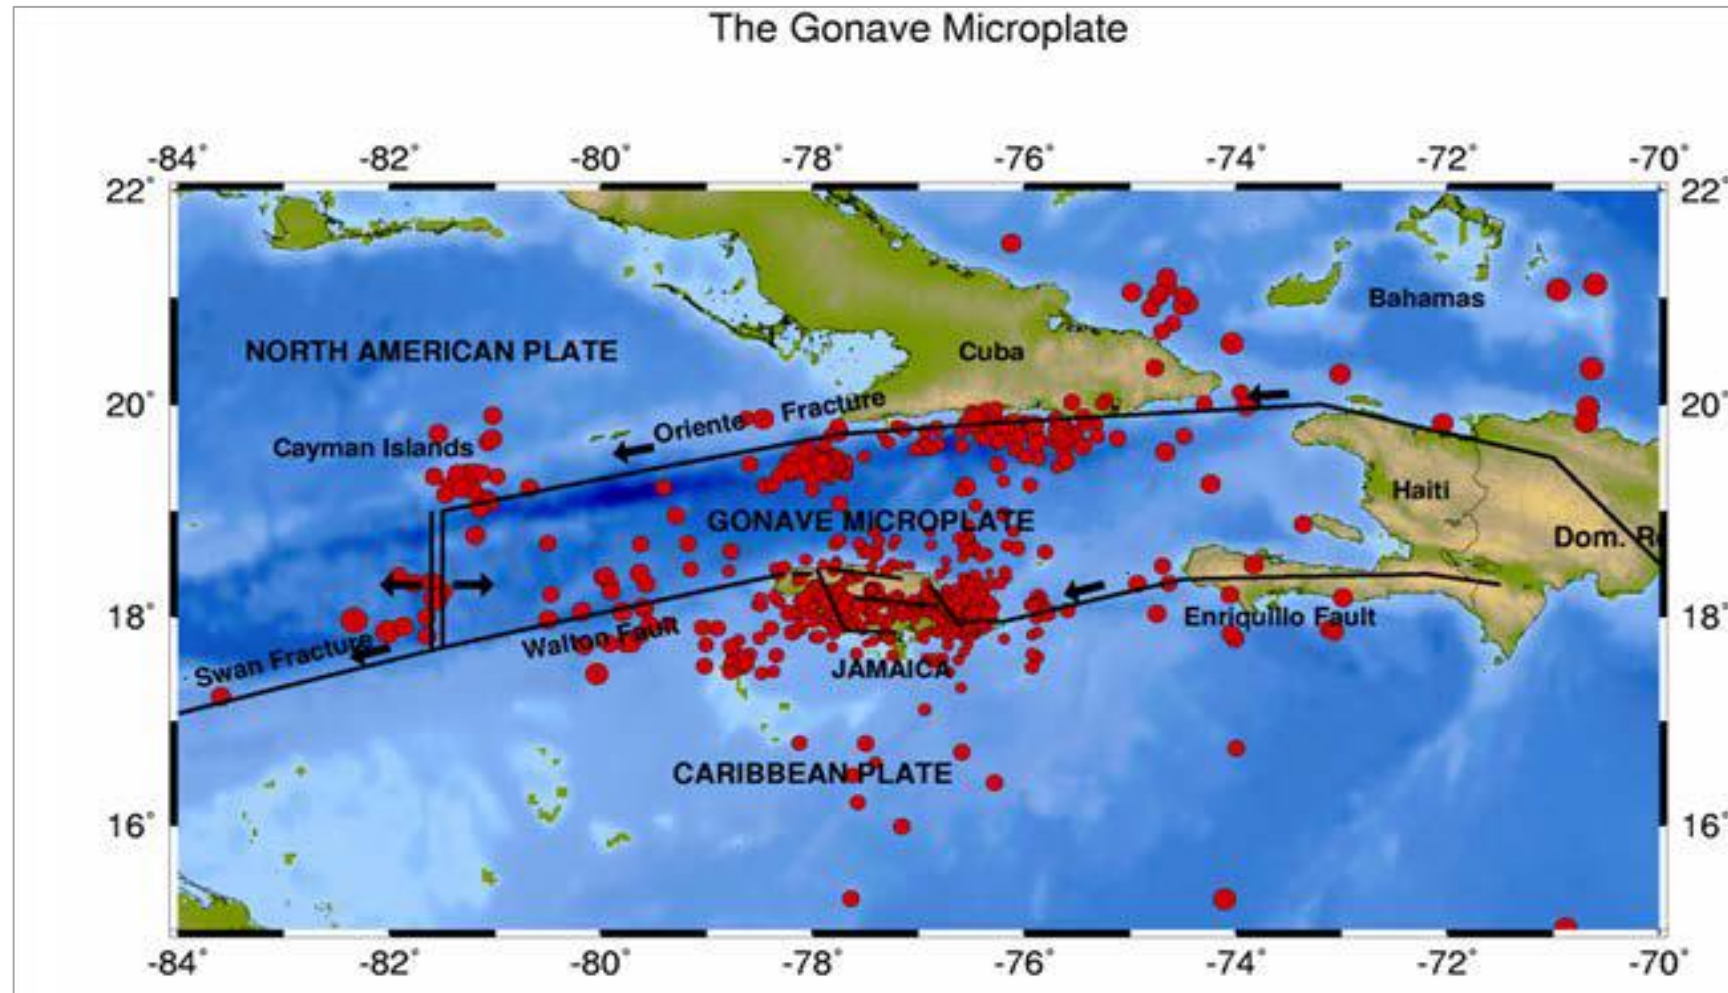 The Gonave Microplate
-84° -82° -80° -78° -76° -74° -72° -70°
22° 22°
Bahamas
NORTH AMERICAN PLATE
Cuba
20° 20°
Oriente Fracture
Cayman Islands
Haiti
GONAVE MICROPLATE
Dom. R
18° 18°
Enriquillo Fault
Walton Fault
Swan Fracture
JAMAICA
CARIBBEAN PLATE
16° 16°
-84° -82° -80° -78° -76° -74° -72° -70°